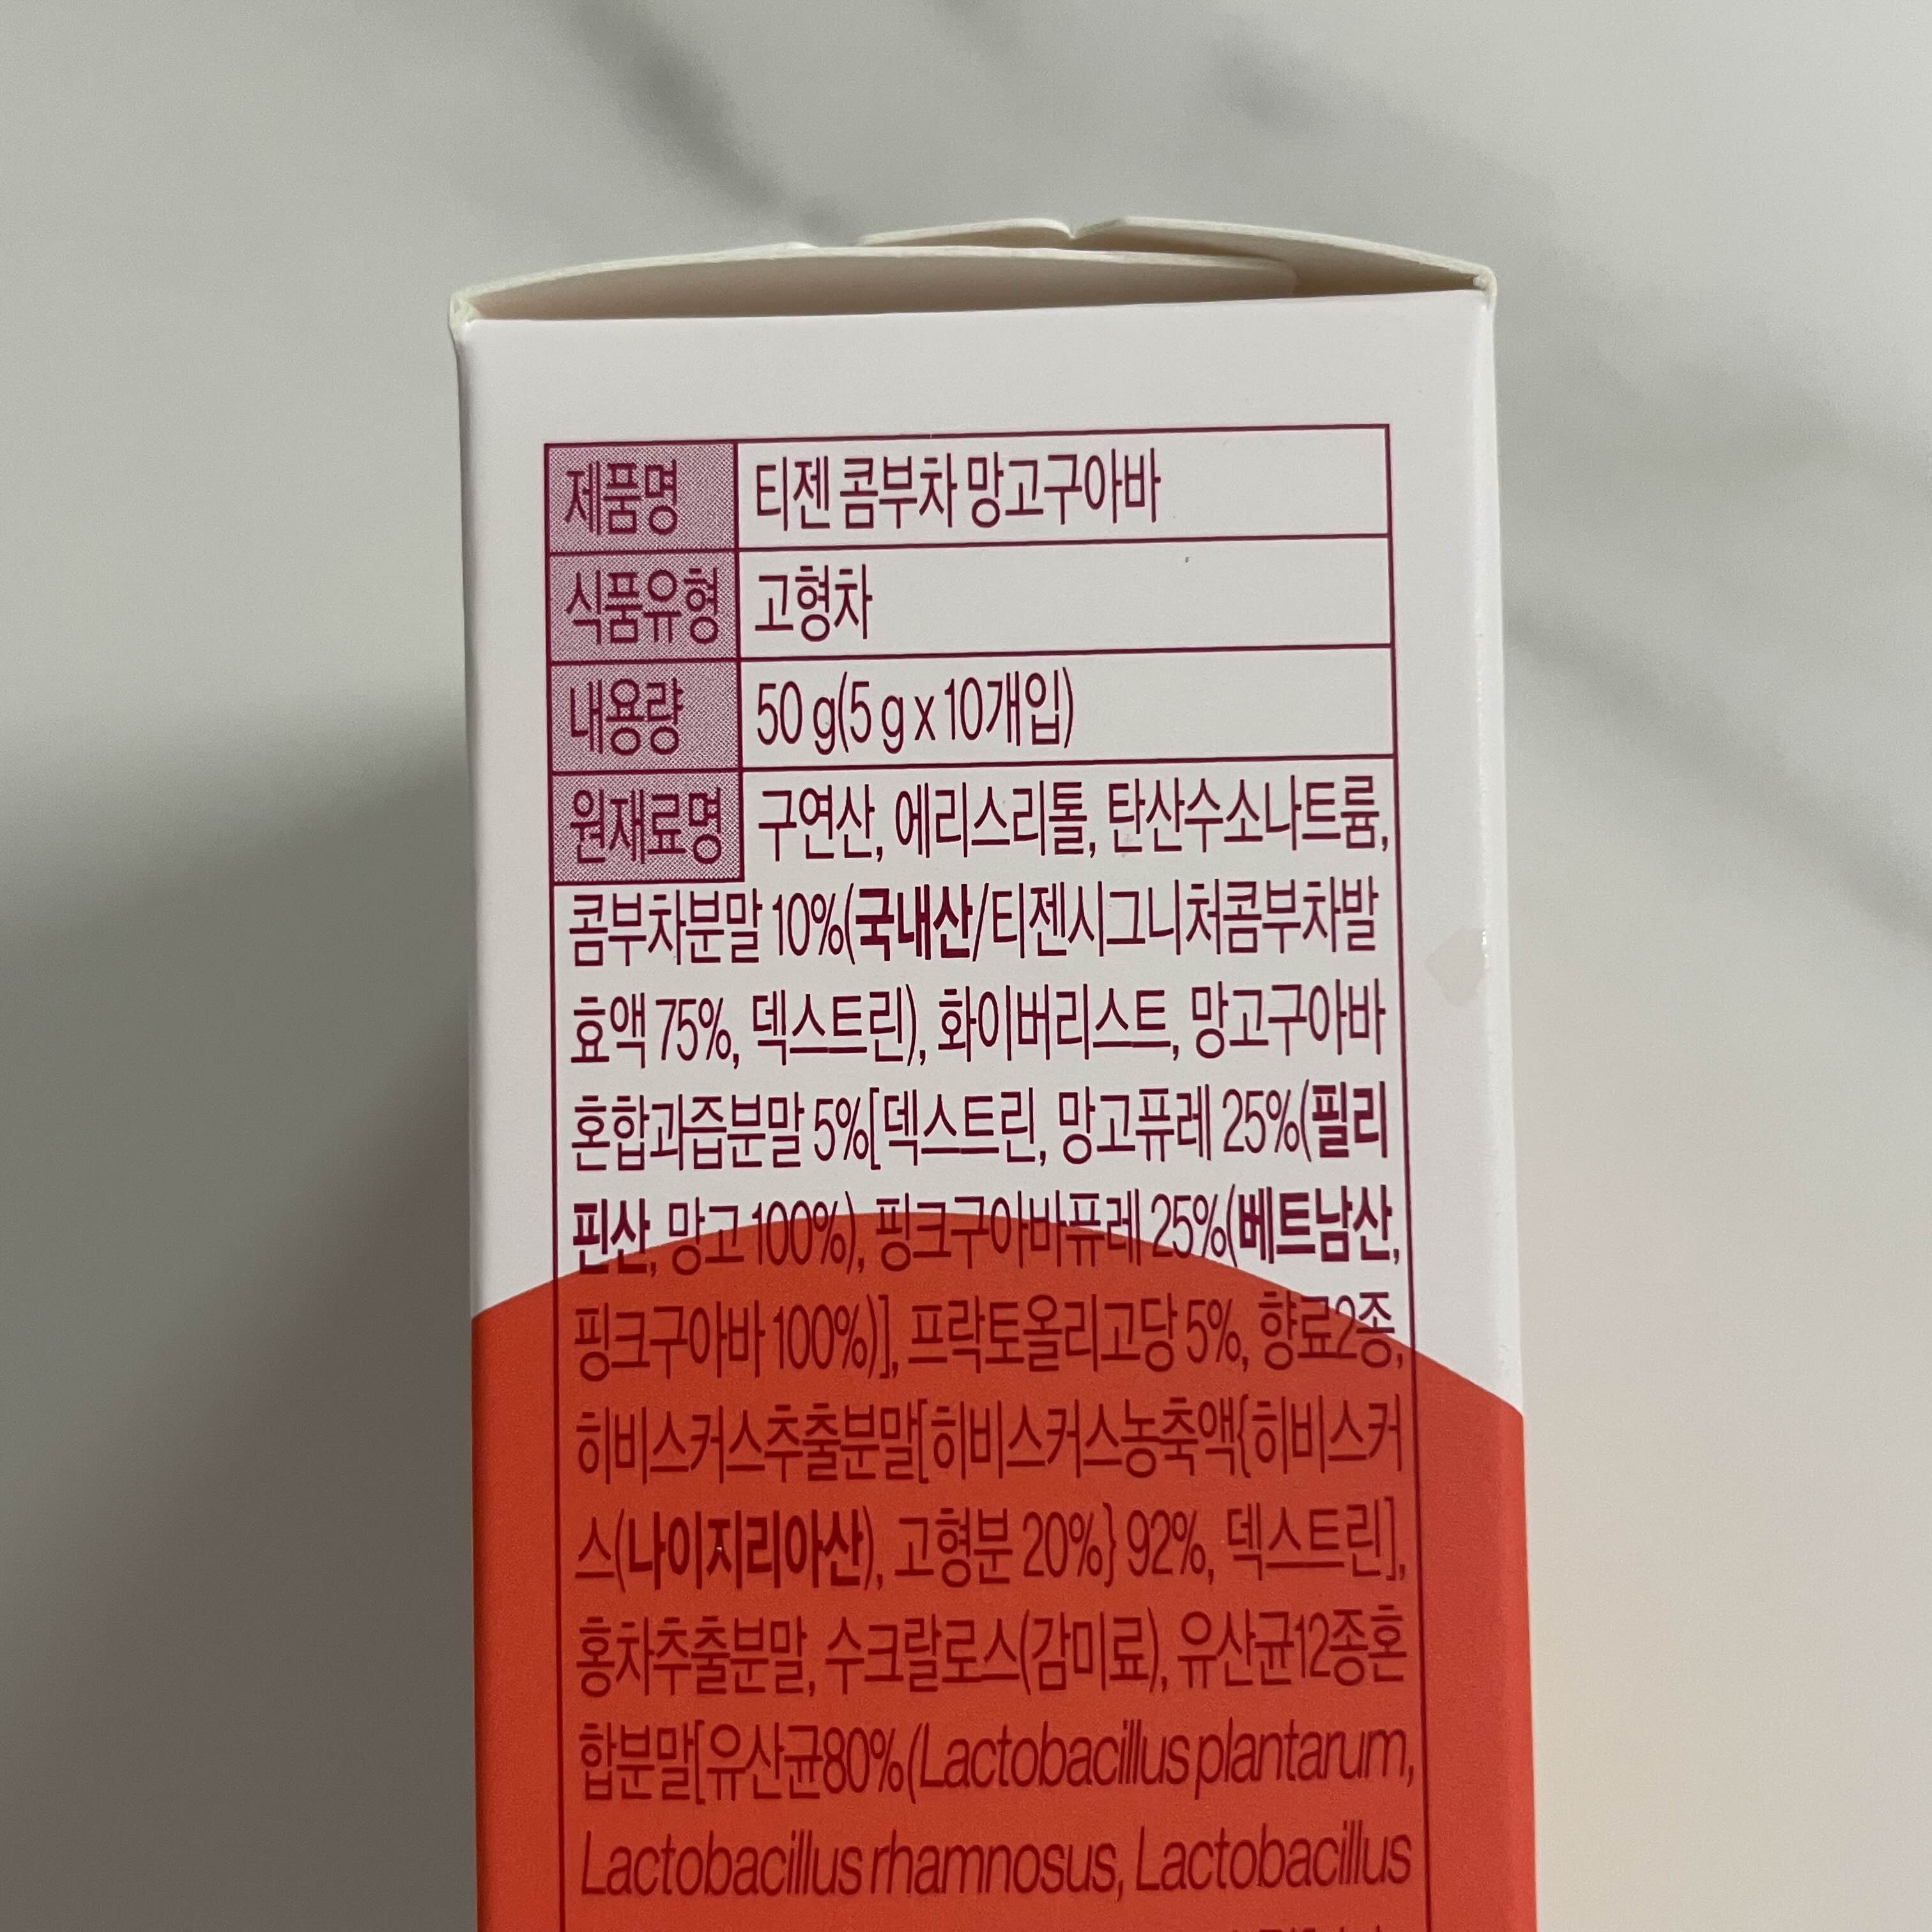 제품명 티젠 콤부차 망고구아바
식품유형 고형차
내용량 50 g(5 g x 10개입)
원재료명 구연산, 에리스리톨, 탄산수소나트륨,
콤부차분말 10%(국내산/티젠시그니처콤부차발
효액 75%, 덱스트린), 화이버리스트, 망고구아바
혼합과즙분말 5%[덱스트린, 망고퓨레 25%(필리
핀산, 망고 100%), 핑크구아바퓨레 25%(베트남산,
핑크구아바 100%)], 프락토올리고당 5%, 향료2종,
히비스커스추출분말[히비스커스농축액{히비스커
스(나이지리아산), 고형분 20%} 92%, 덱스트린],
홍차추출분말, 수크랄로스(감미료), 유산균12종혼
합분말[유산균80%(Lactobacillus plantarum,
Lactobacillus rhamnosus, Lactobacillus